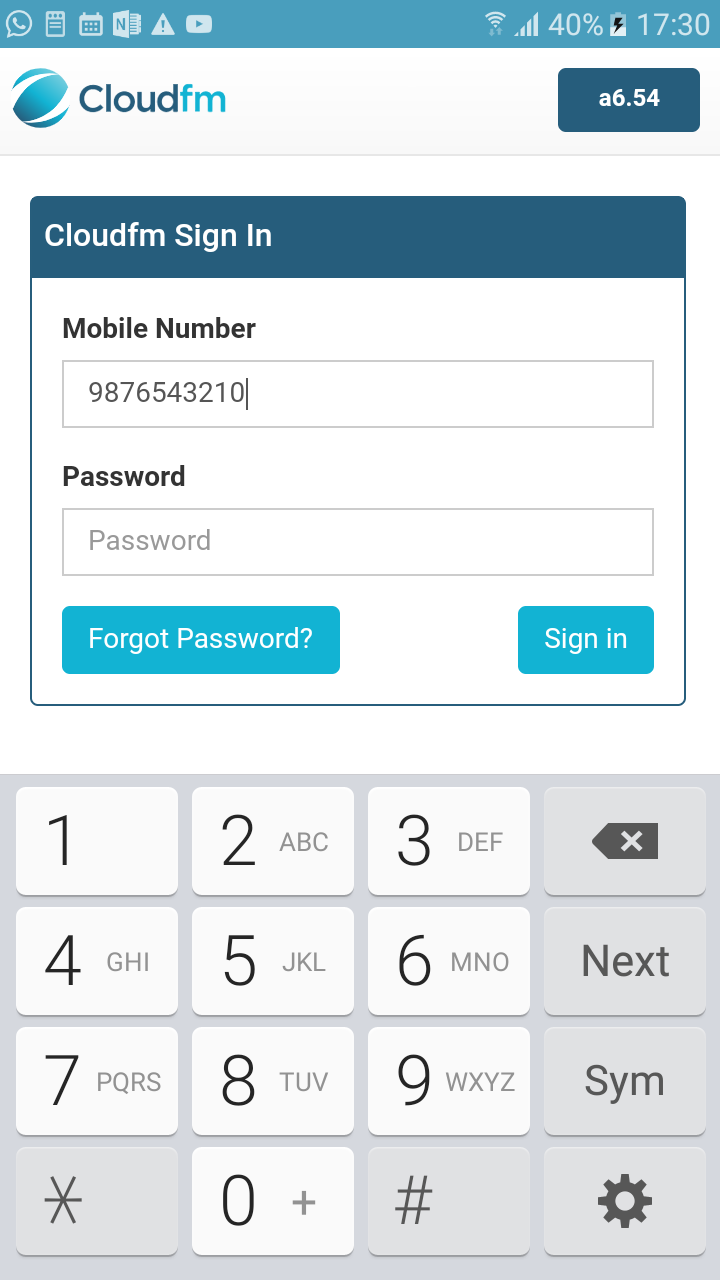 40% 17:30
Cloudfm
a6.54
Cloudfm Sign In
Mobile Number
9876543210
Password
Password
Forgot Password?
Sign in
1
2 ABC
3 DEF
4 GHI
5 JKL
6 MNO
Next
7 PQRS
8 TUV
9 WXYZ
Sym
*
0 +
#